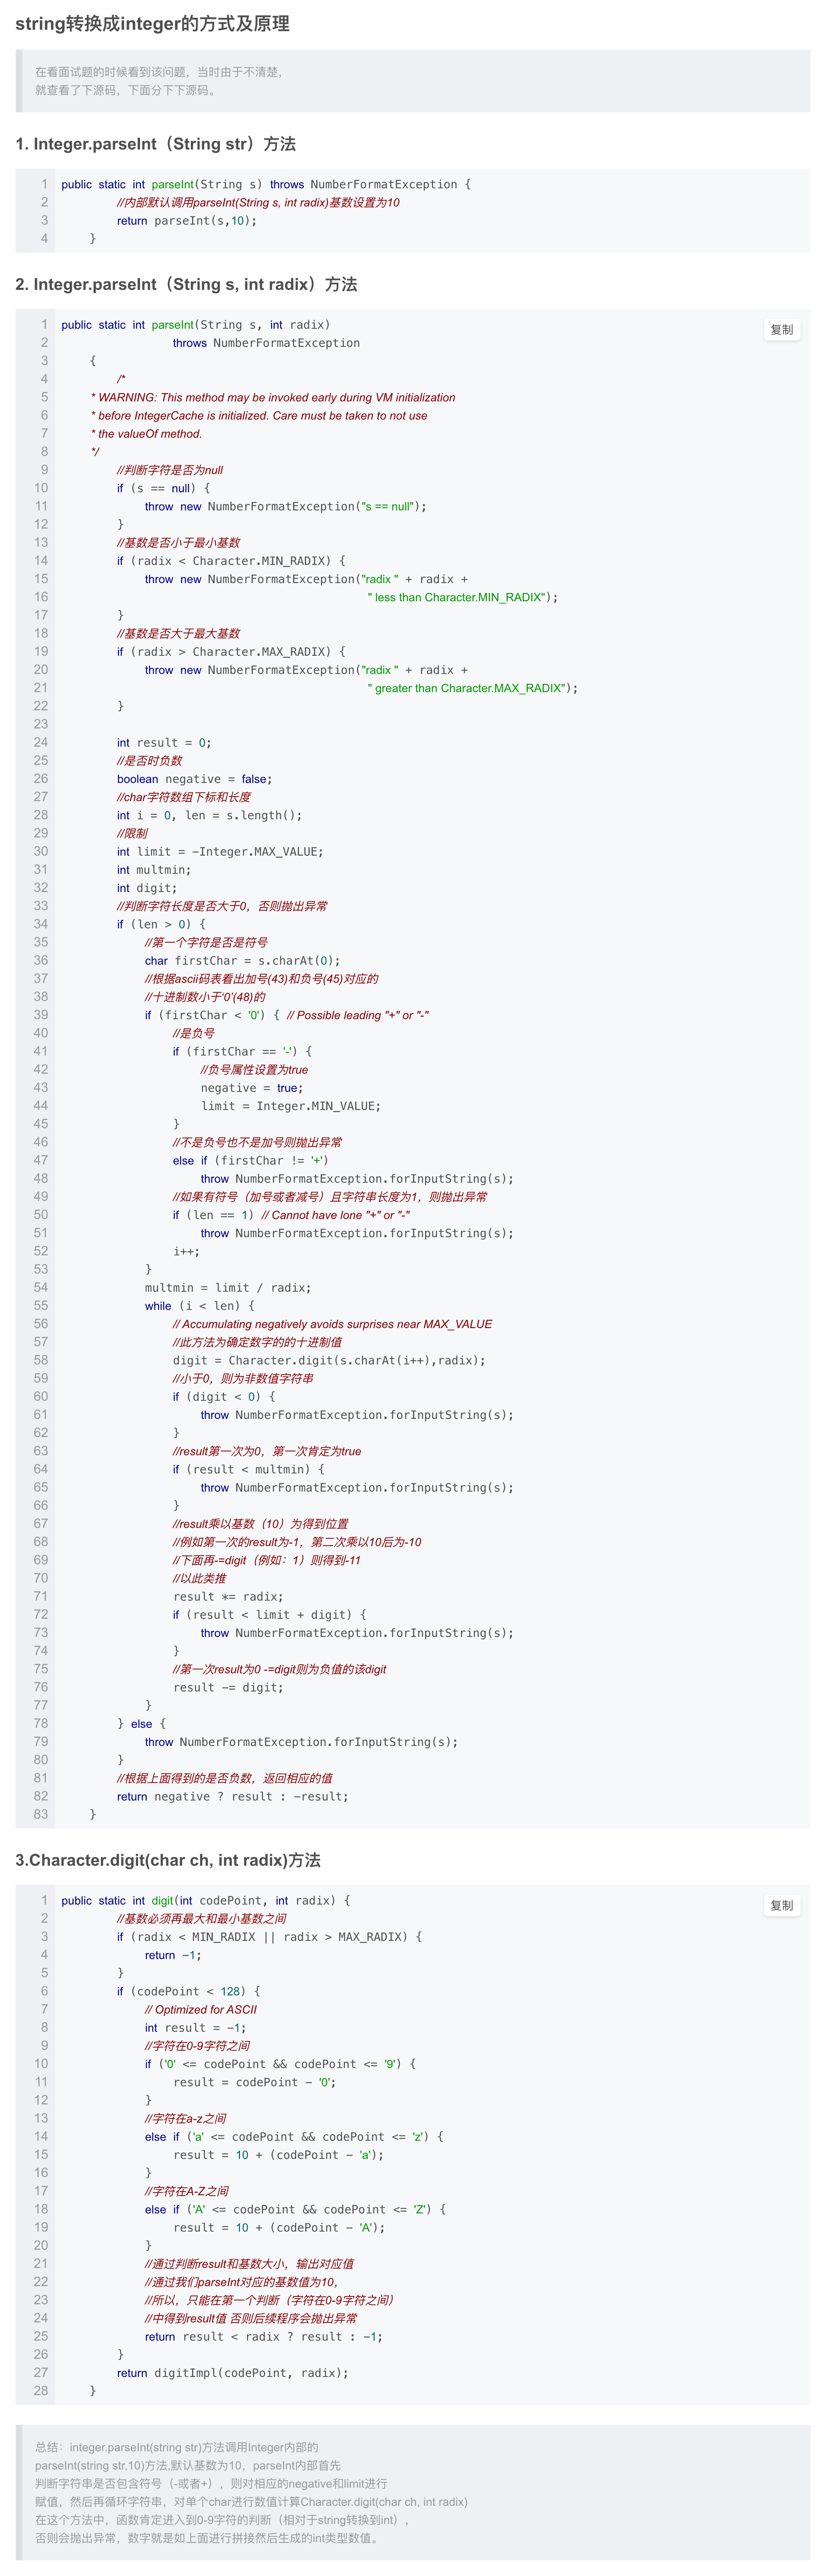 string转换成integer的方式及原理
在看面试题的时候看到该问题，当时由于不清楚，
就查看了下源码，下面分下下源码。
1. Integer.parseInt（String str）方法
1 public static int parseInt(String s) throws NumberFormatException {
2 //内部默认调用parseInt(String s, int radix)基数设置为10
3 return parseInt(s,10);
4 }
2. Integer.parseInt（String s, int radix）方法
复制
1 public static int parseInt(String s, int radix)
2 throws NumberFormatException
3 {
4 /*
5 * WARNING: This method may be invoked early during VM initialization
6 * before IntegerCache is initialized. Care must be taken to not use
7 * the valueOf method.
8 */
9 //判断字符是否为null
10 if (s == null) {
11 throw new NumberFormatException("s == null");
12 }
13 //基数是否小于最小基数
14 if (radix < Character.MIN_RADIX) {
15 throw new NumberFormatException("radix " + radix +
16 " less than Character.MIN_RADIX");
17 }
18 //基数是否大于最大基数
19 if (radix > Character.MAX_RADIX) {
20 throw new NumberFormatException("radix " + radix +
21 " greater than Character.MAX_RADIX");
22 }
23
24 int result = 0;
25 //是否时负数
26 boolean negative = false;
27 //char字符数组下标和长度
28 int i = 0, len = s.length();
29 //限制
30 int limit = -Integer.MAX_VALUE;
31 int multmin;
32 int digit;
33 //判断字符长度是否大于0，否则抛出异常
34 if (len > 0) {
35 //第一个字符是否是符号
36 char firstChar = s.charAt(0);
37 //根据ascii码表看出加号(43)和负号(45)对应的
38 //十进制数小于'0'(48)的
39 if (firstChar < '0') { // Possible leading "+" or "-"
40 //是负号
41 if (firstChar == '-') {
42 //负号属性设置为true
43 negative = true;
44 limit = Integer.MIN_VALUE;
45 }
46 //不是负号也不是加号则抛出异常
47 else if (firstChar != '+')
48 throw NumberFormatException.forInputString(s);
49 //如果有符号（加号或者减号）且字符串长度为1，则抛出异常
50 if (len == 1) // Cannot have lone "+" or "-"
51 throw NumberFormatException.forInputString(s);
52 i++;
53 }
54 multmin = limit / radix;
55 while (i < len) {
56 // Accumulating negatively avoids surprises near MAX_VALUE
57 //此方法为确定数字的的十进制值
58 digit = Character.digit(s.charAt(i++),radix);
59 //小于0，则为非数值字符串
60 if (digit < 0) {
61 throw NumberFormatException.forInputString(s);
62 }
63 //result第一次为0，第一次肯定为true
64 if (result < multmin) {
65 throw NumberFormatException.forInputString(s);
66 }
67 //result乘以基数（10）为得到位置
68 //例如第一次的result为-1，第二次乘以10后为-10
69 //下面再-=digit（例如：1）则得到-11
70 //以此类推
71 result *= radix;
72 if (result < limit + digit) {
73 throw NumberFormatException.forInputString(s);
74 }
75 //第一次result为0 -=digit则为负值的该digit
76 result -= digit;
77 }
78 } else {
79 throw NumberFormatException.forInputString(s);
80 }
81 //根据上面得到的是否负数，返回相应的值
82 return negative ? result : -result;
83 }
3.Character.digit(char ch, int radix)方法
复制
1 public static int digit(int codePoint, int radix) {
2 //基数必须再最大和最小基数之间
3 if (radix < MIN_RADIX || radix > MAX_RADIX) {
4 return -1;
5 }
6 if (codePoint < 128) {
7 // Optimized for ASCII
8 int result = -1;
9 //字符在0-9字符之间
10 if ('0' <= codePoint && codePoint <= '9') {
11 result = codePoint - '0';
12 }
13 //字符在a-z之间
14 else if ('a' <= codePoint && codePoint <= 'z') {
15 result = 10 + (codePoint - 'a');
16 }
17 //字符在A-Z之间
18 else if ('A' <= codePoint && codePoint <= 'Z') {
19 result = 10 + (codePoint - 'A');
20 }
21 //通过判断result和基数大小，输出对应值
22 //通过我们parseInt对应的基数值为10，
23 //所以，只能在第一个判断（字符在0-9字符之间）
24 //中得到result值 否则后续程序会抛出异常
25 return result < radix ? result : -1;
26 }
27 return digitImpl(codePoint, radix);
28 }
总结：integer.parseInt(string str)方法调用Integer内部的
parseInt(string str,10)方法,默认基数为10，parseInt内部首先
判断字符串是否包含符号（-或者+），则对相应的negative和limit进行
赋值，然后再循环字符串，对单个char进行数值计算Character.digit(char ch, int radix)
在这个方法中，函数肯定进入到0-9字符的判断（相对于string转换到int），
否则会抛出异常，数字就是如上面进行拼接然后生成的int类型数值。